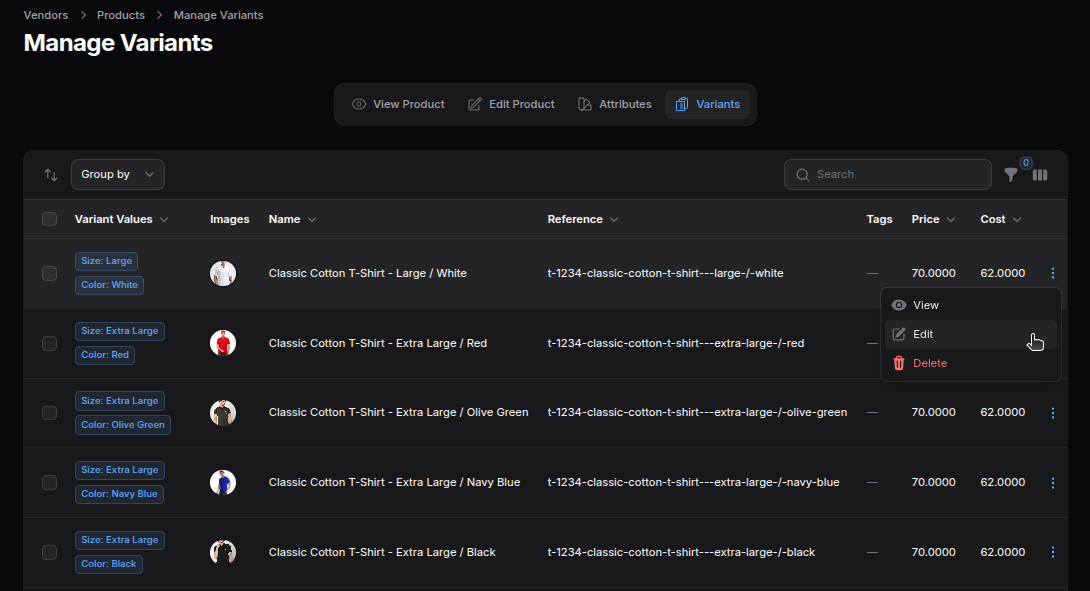 Vendors > Products > Manage Variants
Manage Variants
View Product Edit Product Attributes Variants
Group by Search 0
Variant Values Images Name Reference Tags Price Cost
Size: Large
Color: White
Classic Cotton T-Shirt - Large / White t-1234-classic-cotton-t-shirt---large-/-white — 70.0000 62.0000
View
Edit
Delete
Size: Extra Large
Color: Red
Classic Cotton T-Shirt - Extra Large / Red t-1234-classic-cotton-t-shirt---extra-large-/-red —
Size: Extra Large
Color: Olive Green
Classic Cotton T-Shirt - Extra Large / Olive Green t-1234-classic-cotton-t-shirt---extra-large-/-olive-green — 70.0000 62.0000
Size: Extra Large
Color: Navy Blue
Classic Cotton T-Shirt - Extra Large / Navy Blue t-1234-classic-cotton-t-shirt---extra-large-/-navy-blue — 70.0000 62.0000
Size: Extra Large
Color: Black
Classic Cotton T-Shirt - Extra Large / Black t-1234-classic-cotton-t-shirt---extra-large-/-black — 70.0000 62.0000